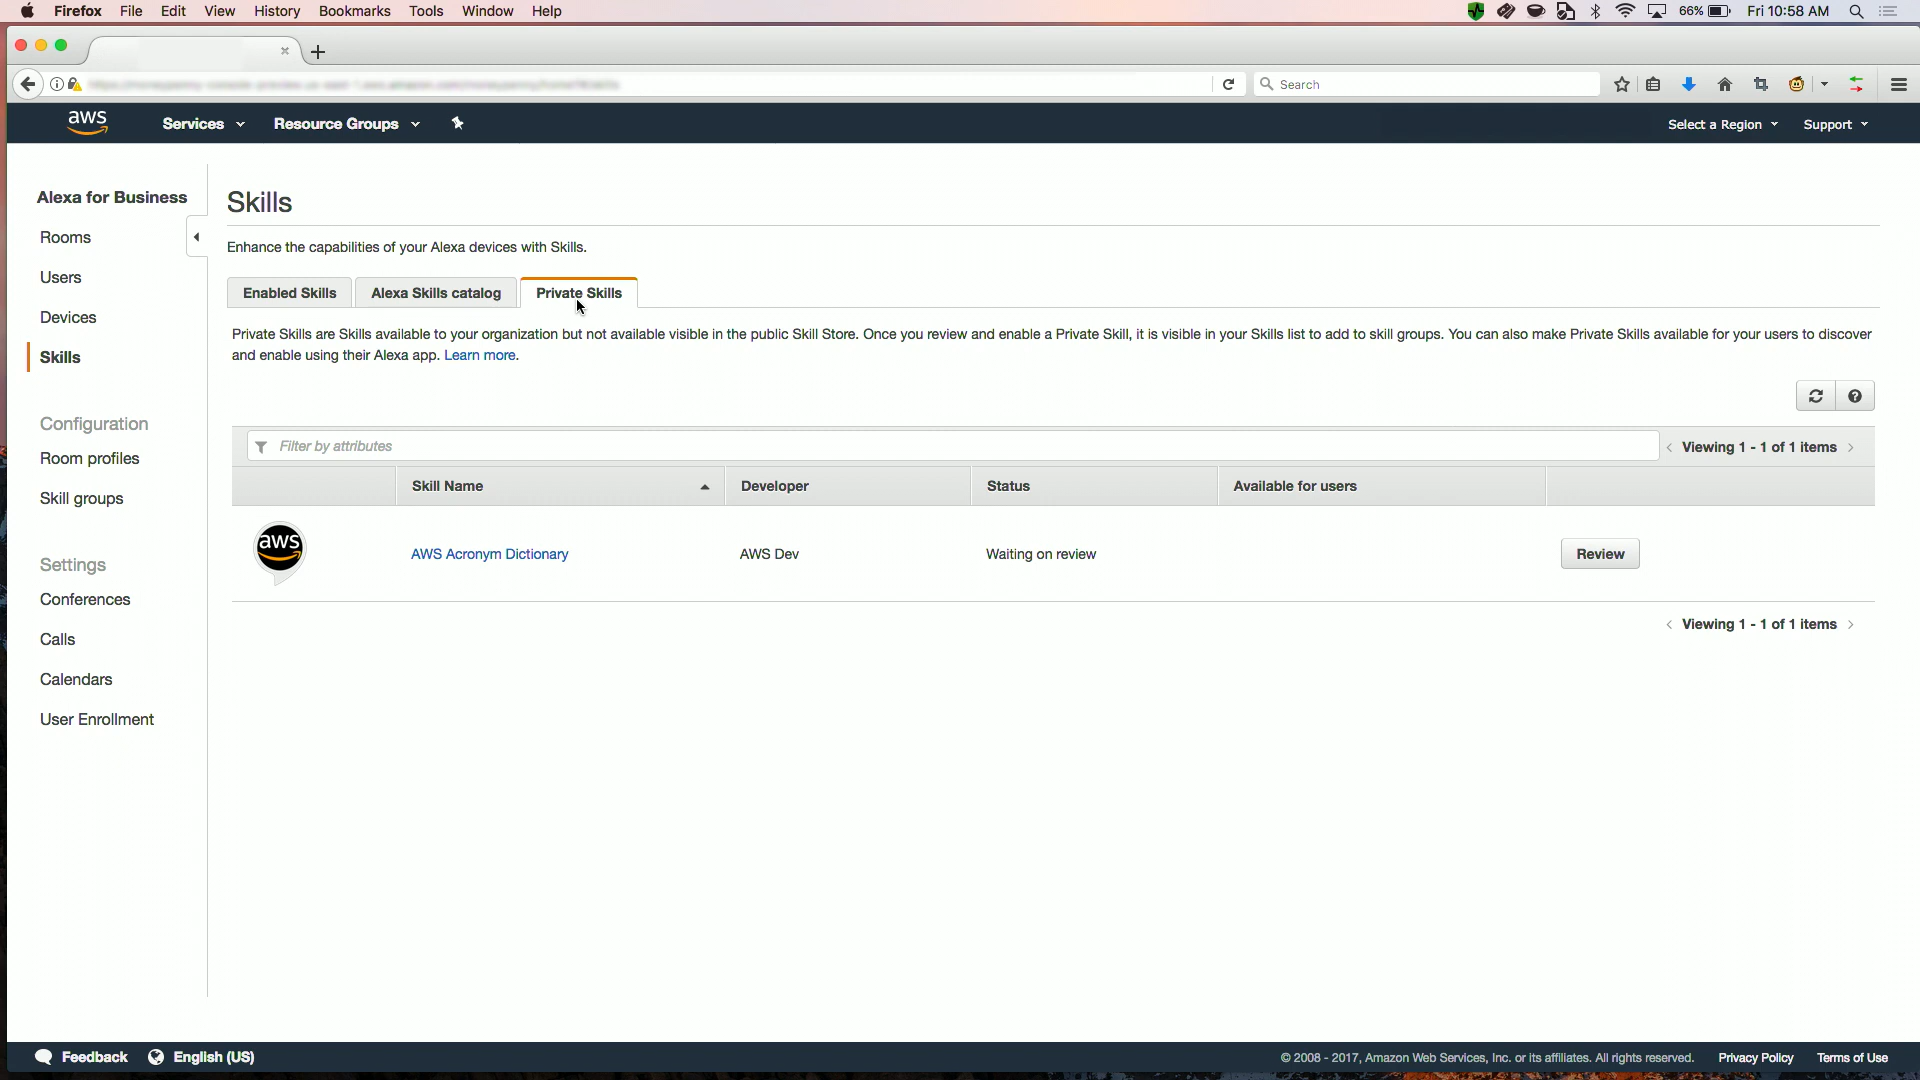 Firefox File Edit View History Bookmarks Tools Window Help 66% Fri 10:58 AM
Search
aws Services Resource Groups Select a Region Support
Alexa for Business
Rooms
Users
Devices
Skills
Configuration
Room profiles
Skill groups
Settings
Conferences
Calls
Calendars
User Enrollment
Skills
Enhance the capabilities of your Alexa devices with Skills.
Enabled Skills Alexa Skills catalog Private Skills
Private Skills are Skills available to your organization but not available visible in the public Skill Store. Once you review and enable a Private Skill, it is visible in your Skills list to add to skill groups. You can also make Private Skills available for your users to discover
and enable using their Alexa app. Learn more.
Filter by attributes Viewing 1 - 1 of 1 items
Skill Name Developer Status Available for users
aws AWS Acronym Dictionary AWS Dev Waiting on review Review
Viewing 1 - 1 of 1 items
Feedback English (US) © 2008 - 2017, Amazon Web Services, Inc. or its affiliates. All rights reserved. Privacy Policy Terms of Use